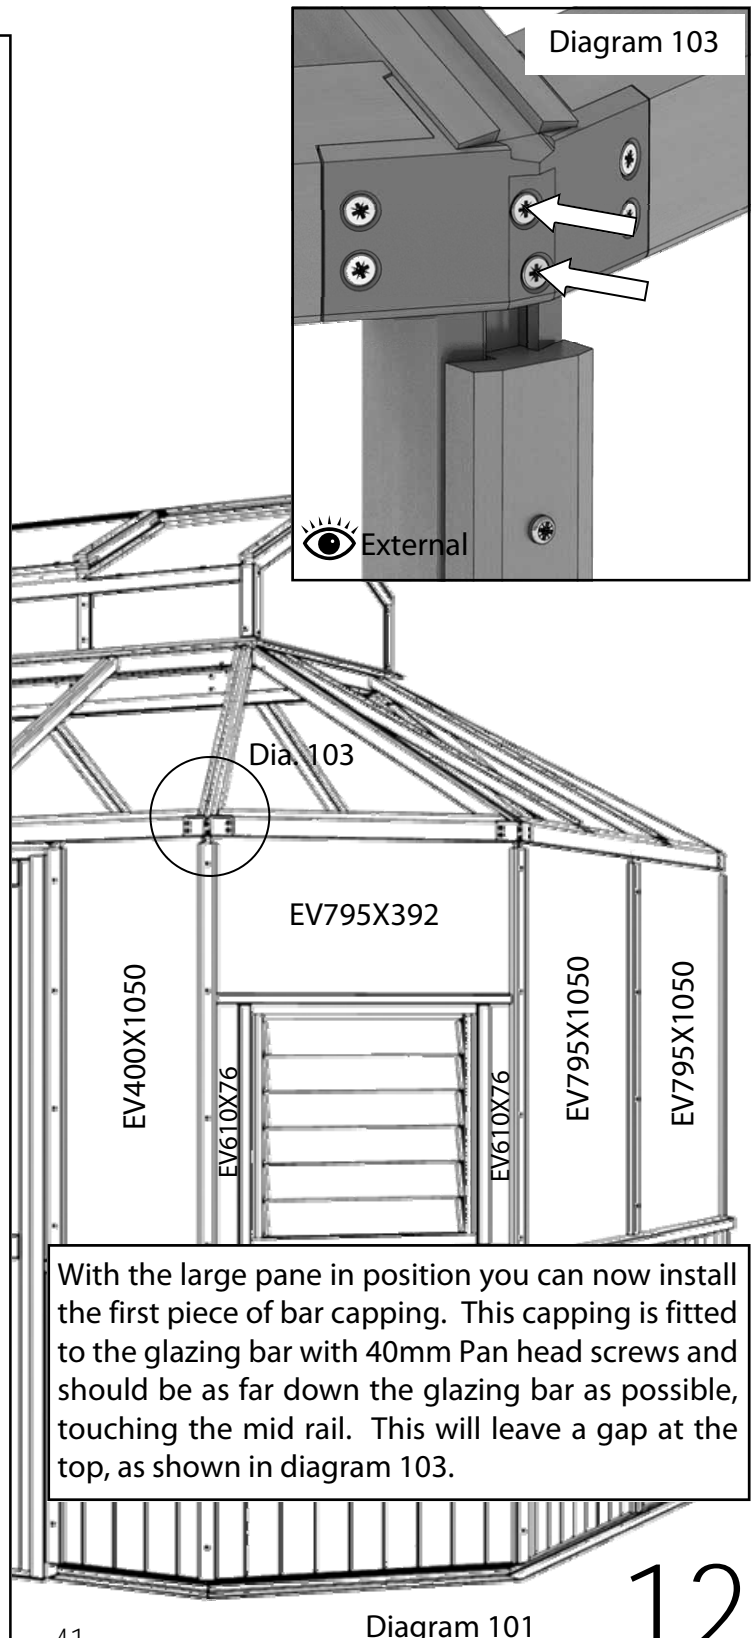 Diagram 103
External
Dia. 103
EV795X392
EV400X1050
EV610X76
EV610X76
EV795X1050
EV795X1050
With the large pane in position you can now install
the first piece of bar capping.  This capping is fitted
to the glazing bar with 40mm Pan head screws and
should be as far down the glazing bar as possible,
touching the mid rail.  This will leave a gap at the
top, as shown in diagram 103.
12
41
Diagram 101